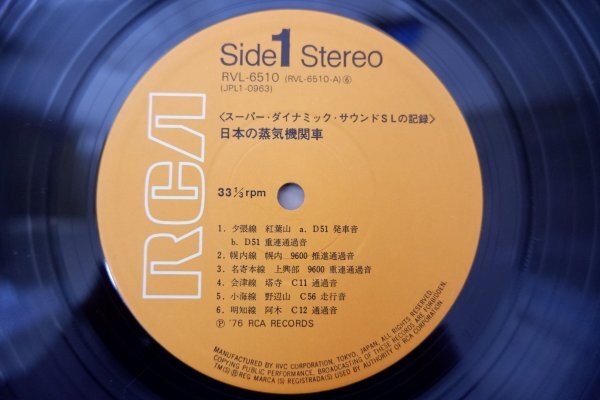 Side 1 Stereo
RVL-6510 (RVL-6510-A)⑥
(JPL1-0963)
〈スーパー・ダイナミック・サウンドSLの記録〉
日本の蒸気機関車
RCA
33 1/3 rpm
1. 夕張線 紅葉山 a. D51 発車音
b. D51 重連通過音
2. 幌内線 幌内 9600 推進通過音
3. 名寄本線 上興部 9600 重連通過音
4. 会津線 塔寺 C11 通過音
5. 小海線 野辺山 C56 走行音
6. 明知線 阿木 C12 通過音
Ⓟ '76 RCA RECORDS
MANUFACTURED BY RVC CORPORATION, TOKYO, JAPAN, ALL RIGHTS RESERVED.
COPYING PUBLIC PERFORMANCE, BROADCASTING OF THESE RECORDS ARE FORBIDDEN.
TM(S)®REG MARCA(S) REGISTRADA(S) USED BY AUTHORITY OF RCA CORPORATION.